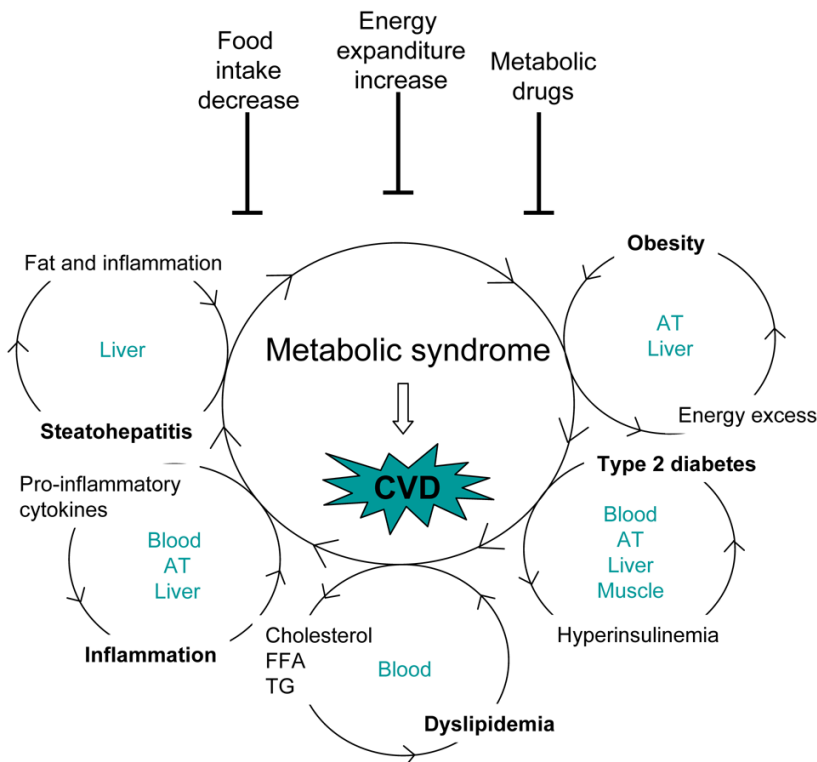 Food
intake
decrease
Energy
expanditure
increase
Metabolic
drugs
Fat and inflammation
Liver
Steatohepatitis
Obesity
AT
Liver
Energy excess
Metabolic syndrome
CVD
Pro-inflammatory
cytokines
Blood
AT
Liver
Inflammation
Type 2 diabetes
Blood
AT
Liver
Muscle
Hyperinsulinemia
Cholesterol
FFA
TG
Blood
Dyslipidemia